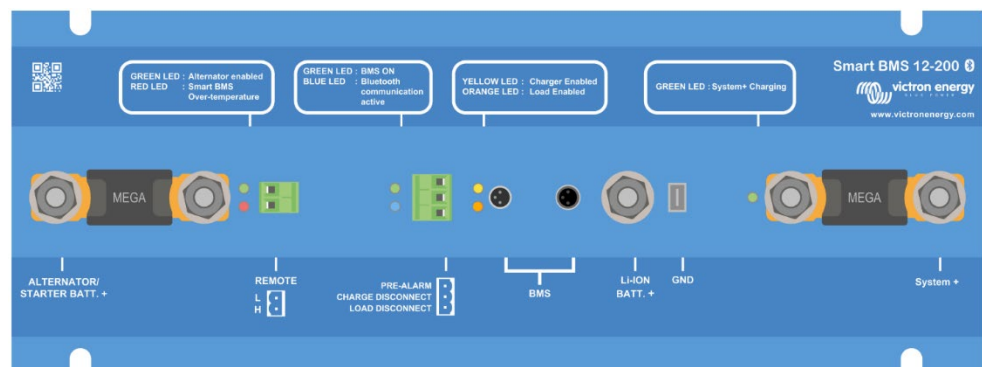 GREEN LED : Alternator enabled
RED LED : Smart BMS
Over-temperature
GREEN LED : BMS ON
BLUE LED : Bluetooth
communication
active
YELLOW LED : Charger Enabled
ORANGE LED : Load Enabled
GREEN LED : System+ Charging
Smart BMS 12-200
victron energy
BLUE POWER
www.victronenergy.com
MEGA
MEGA
ALTERNATOR/
STARTER BATT. +
REMOTE
L
H
PRE-ALARM
CHARGE DISCONNECT
LOAD DISCONNECT
BMS
Li-ION
BATT. +
GND
System +